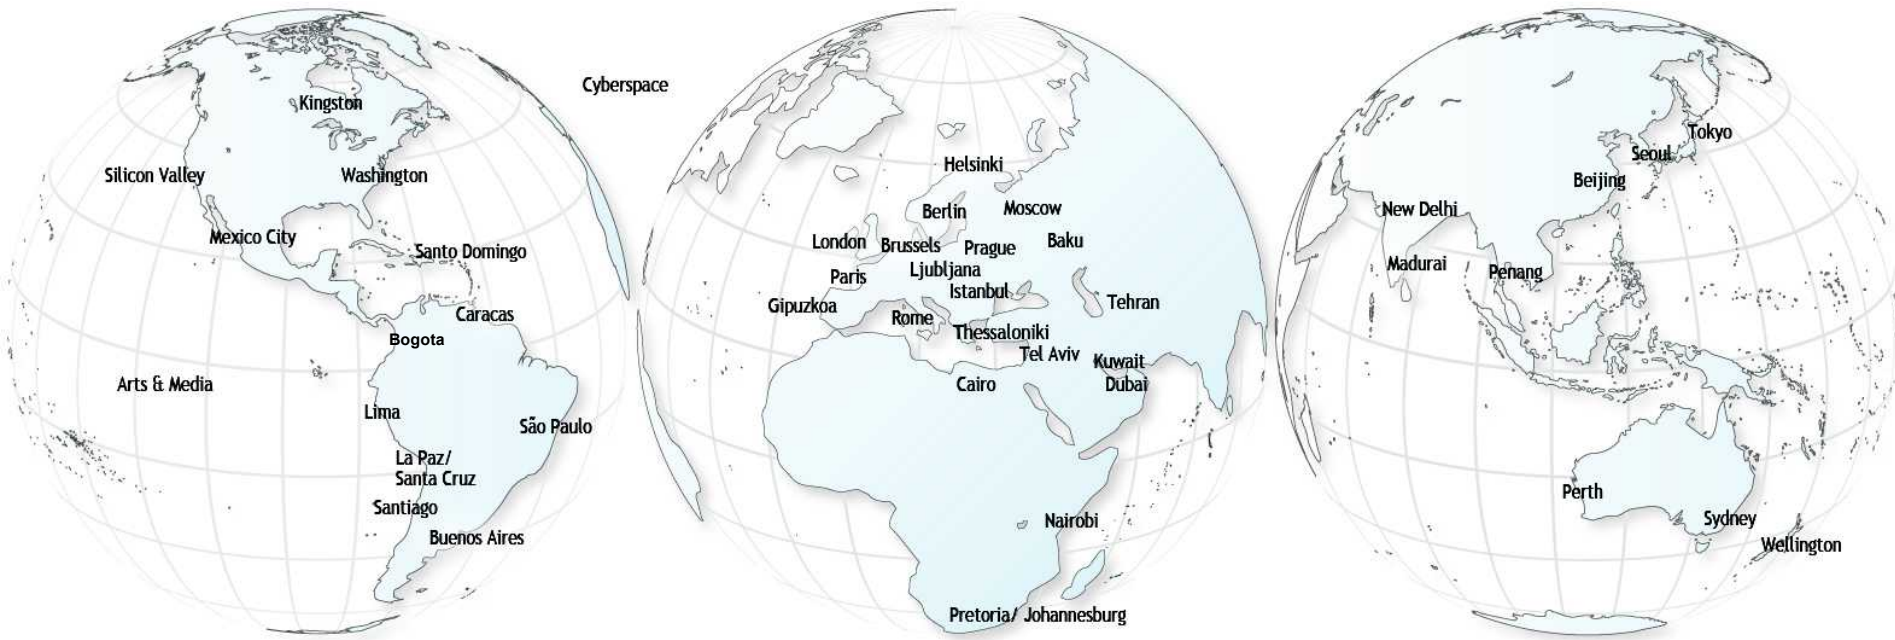 Cyberspace
Kingston
Silicon Valley
Washington
Mexico City
Santo Domingo
Caracas
Bogota
Arts & Media
Lima
São Paulo
La Paz/
Santa Cruz
Santiago
Buenos Aires
Helsinki
Berlin
Moscow
London
Brussels
Prague
Baku
Paris
Ljubljana
Istanbul
Gipuzkoa
Rome
Tehran
Thessaloniki
Tel Aviv
Kuwait
Cairo
Dubai
Nairobi
Pretoria/ Johannesburg
Tokyo
Seoul
Beijing
New Delhi
Madurai
Penang
Perth
Sydney
Wellington